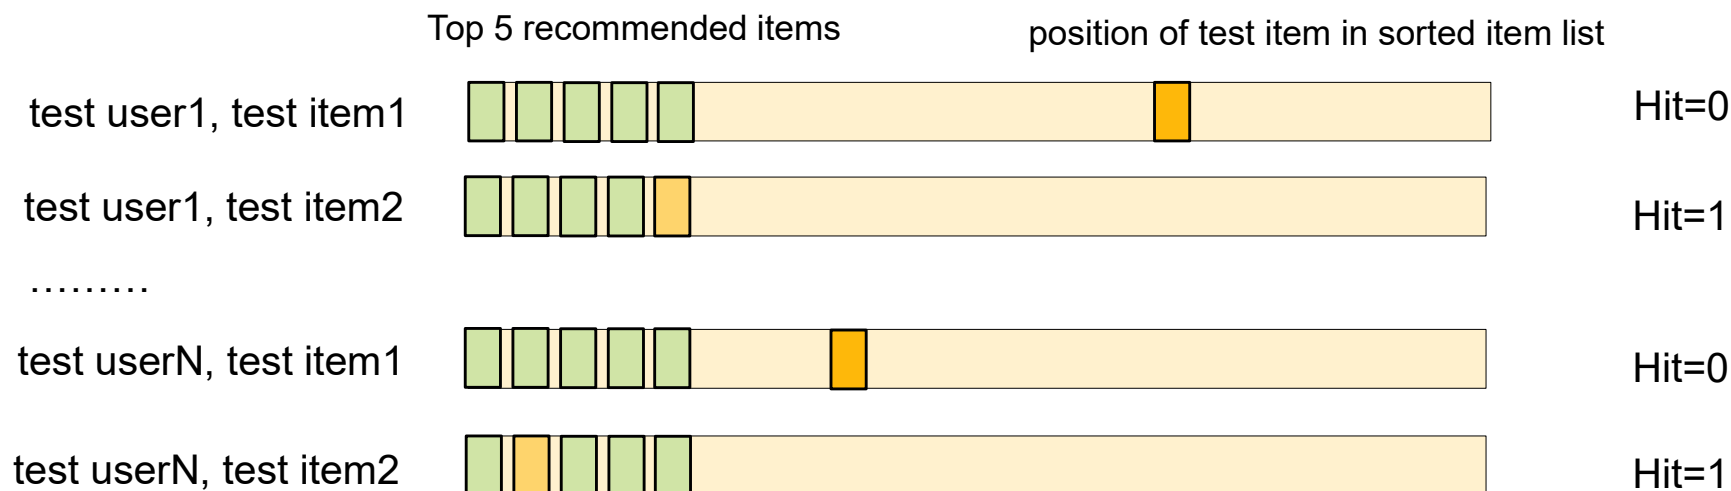 Top 5 recommended items
position of test item in sorted item list
test user1, test item1
Hit=0
test user1, test item2
Hit=1
.........
test userN, test item1
Hit=0
test userN, test item2
Hit=1